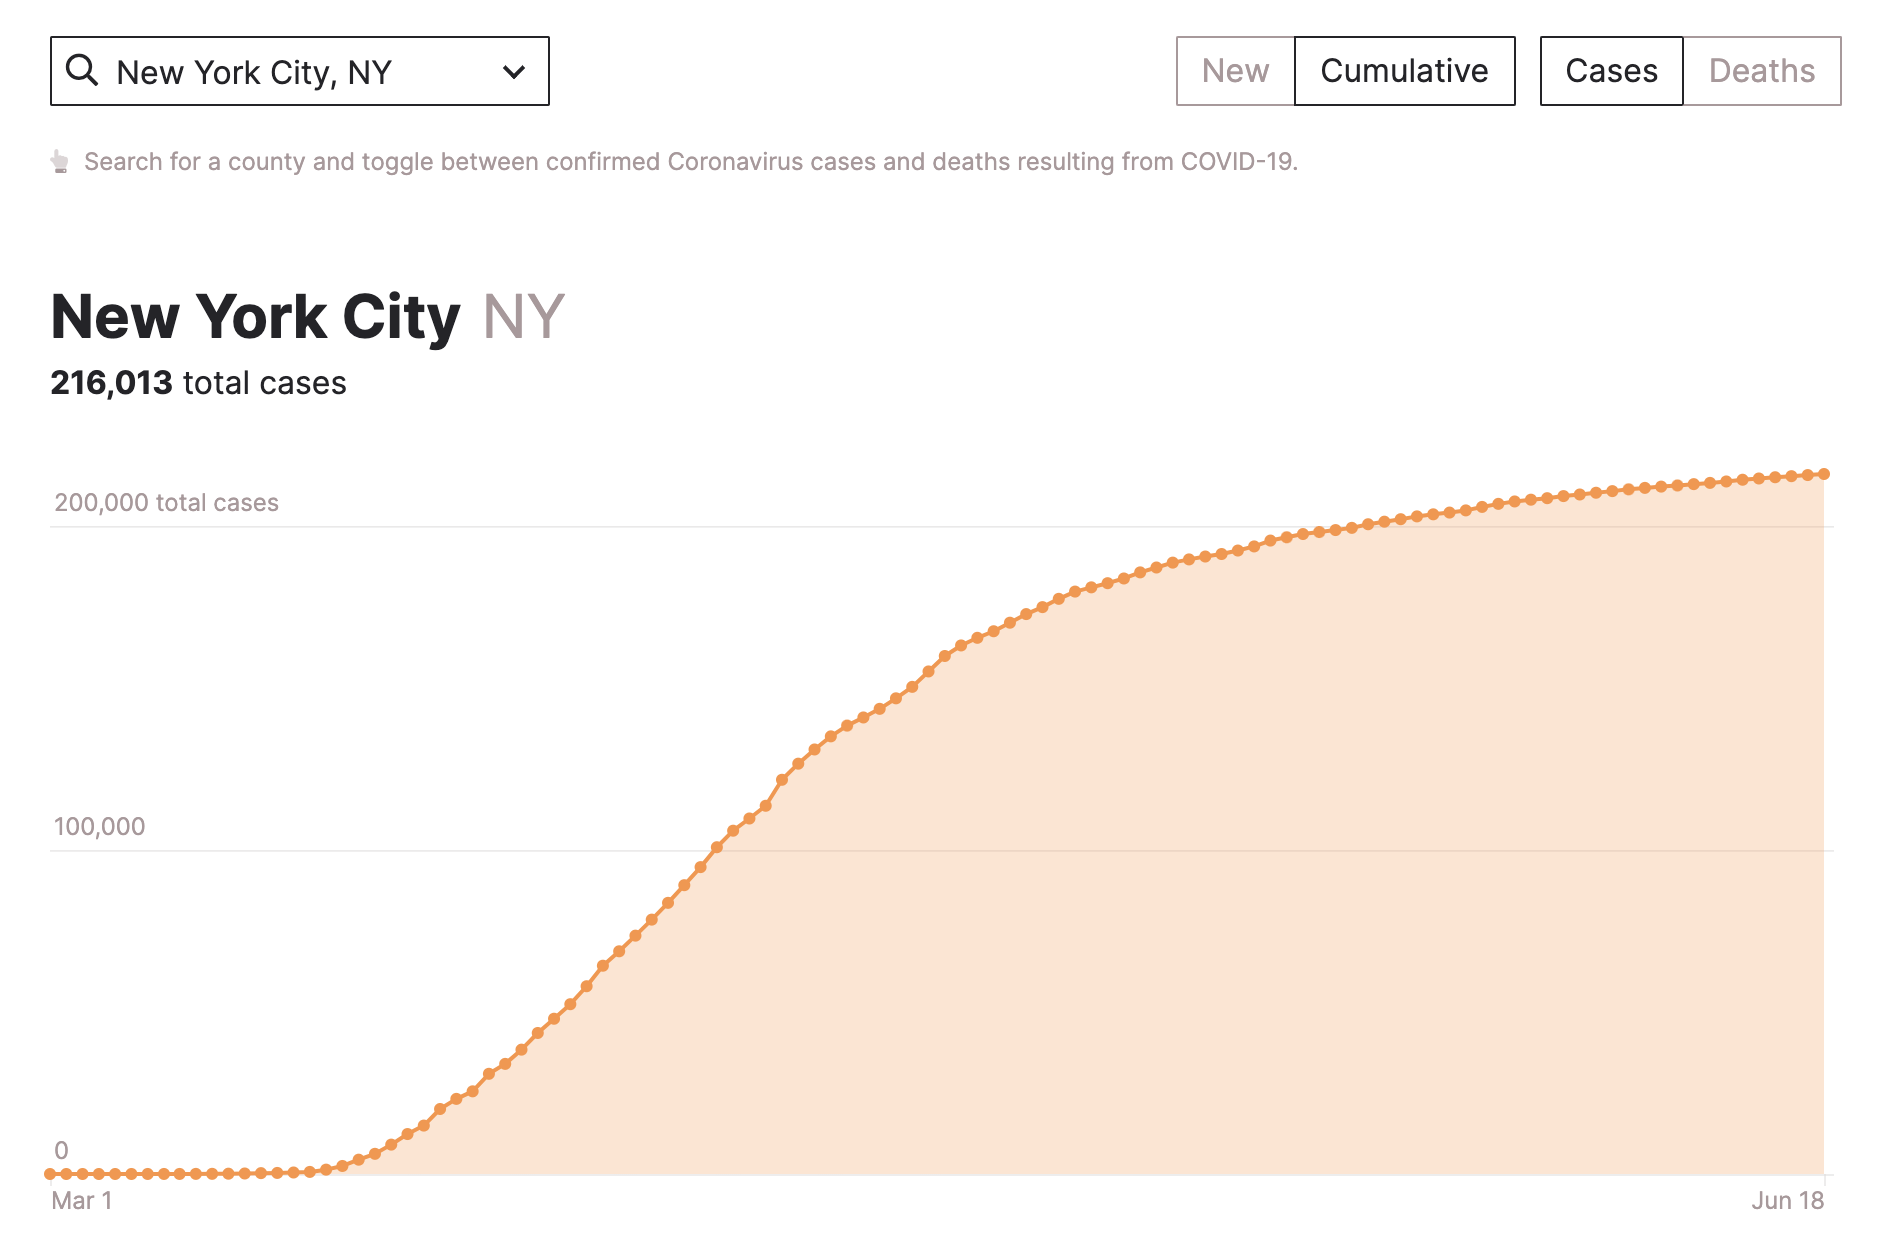 New York City, NY
New Cumulative Cases Deaths
Search for a county and toggle between confirmed Coronavirus cases and deaths resulting from COVID-19.
New York City NY
216,013 total cases
200,000 total cases
100,000
0
Mar 1 Jun 18